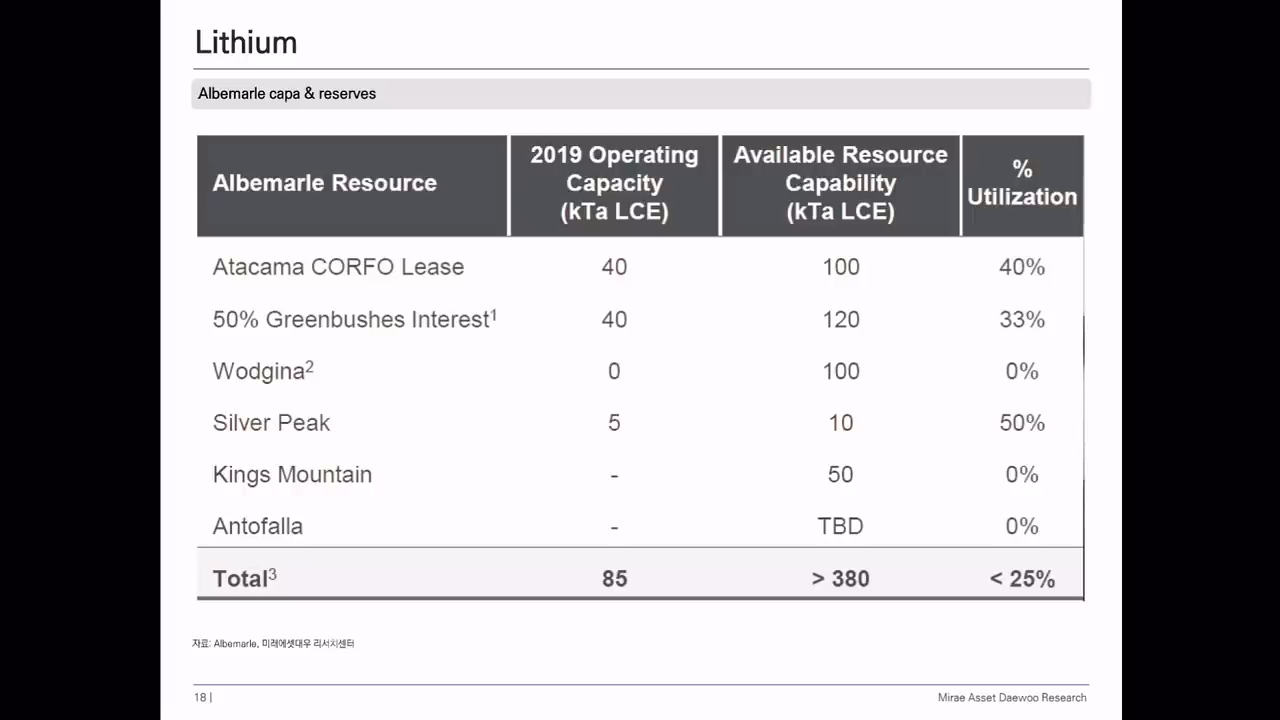 Lithium
Albemarle capa & reserves
Albemarle Resource
2019 Operating Capacity (kTa LCE)
Available Resource Capability (kTa LCE)
% Utilization
Atacama CORFO Lease 40 100 40%
50% Greenbushes Interest¹ 40 120 33%
Wodgina² 0 100 0%
Silver Peak 5 10 50%
Kings Mountain - 50 0%
Antofalla - TBD 0%
Total³ 85 > 380 < 25%
자료: Albemarle, 미래에셋대우 리서치센터
18 | Mirae Asset Daewoo Research